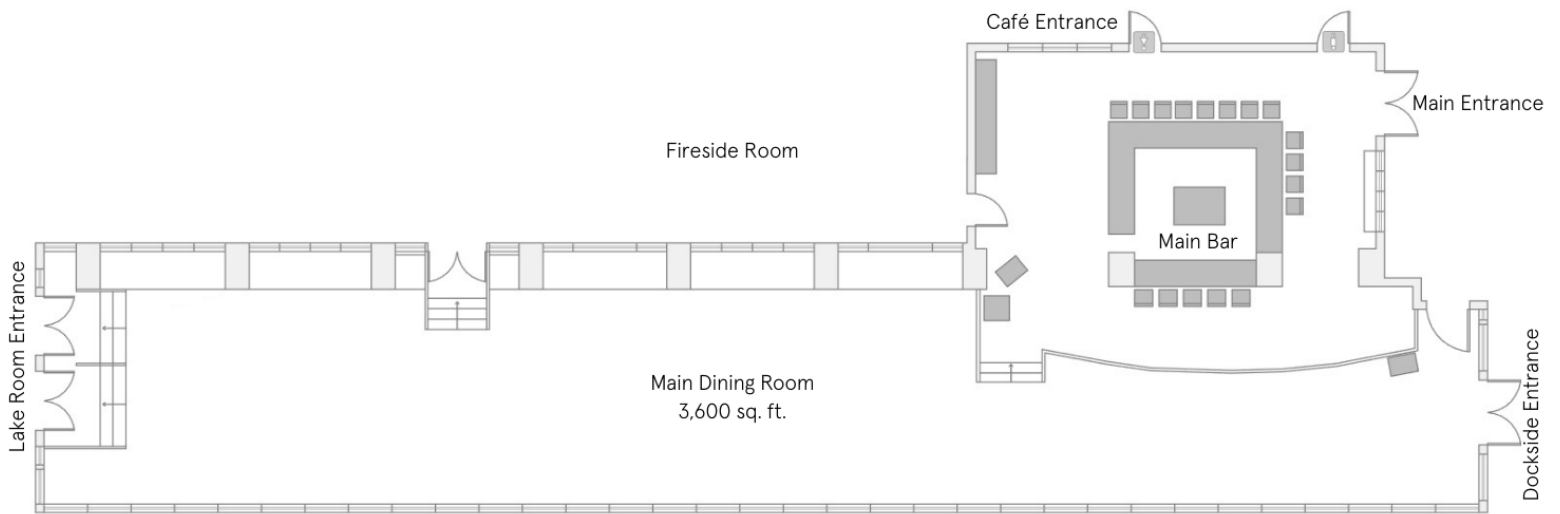 Café Entrance
Main Entrance
Fireside Room
Main Bar
Lake Room Entrance
Main Dining Room
3,600 sq. ft.
Dockside Entrance